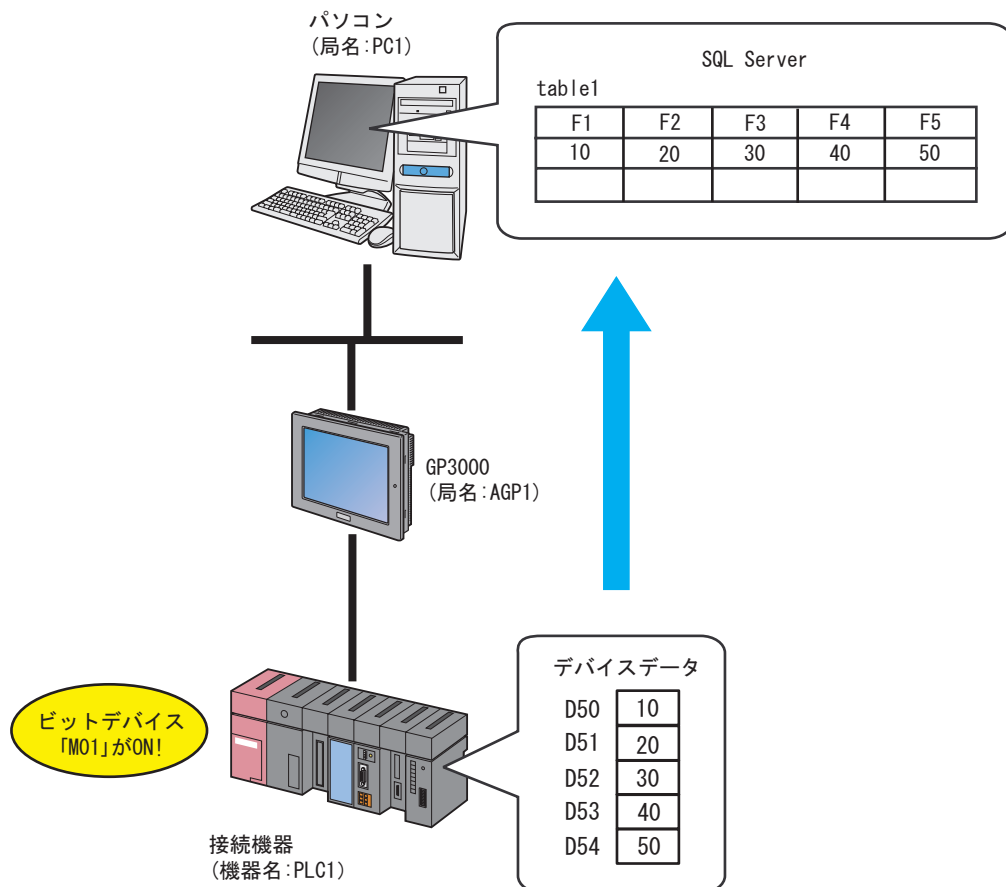 パソコン
(局名:PC1)
SQL Server
table1
F1 F2 F3 F4 F5
10 20 30 40 50
GP3000
(局名:AGP1)
ビットデバイス
「M01」がON!
接続機器
(機器名:PLC1)
デバイスデータ
D50 10
D51 20
D52 30
D53 40
D54 50